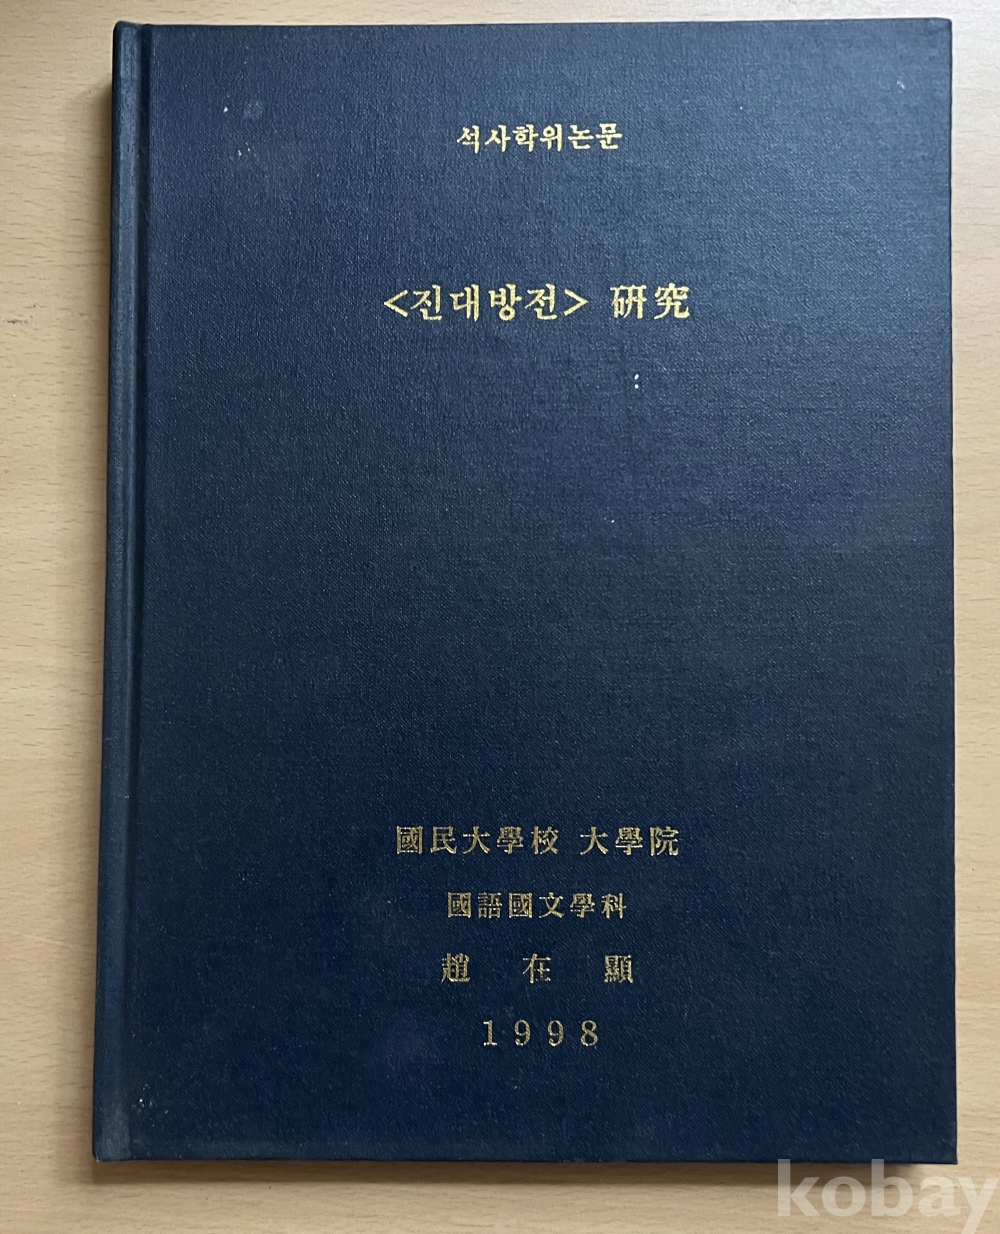 석사학위논문
<진대방전> 硏究
國民大學校 大學院
國語國文學科
趙在顯
1998
kobay